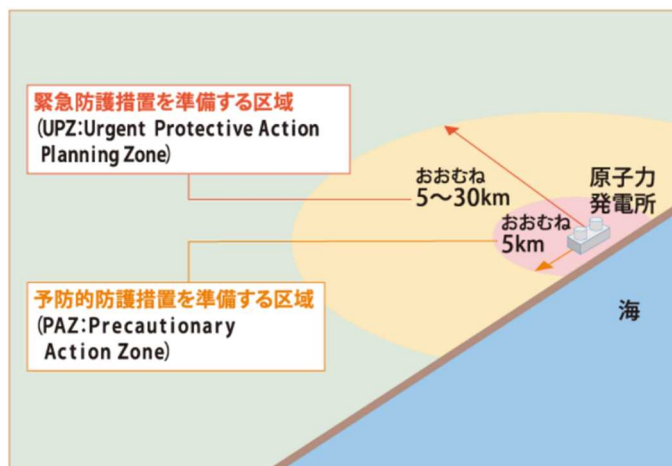 緊急防護措置を準備する区域
(UPZ:Urgent Protective Action
Planning Zone)
おおむね
5〜30km
原子力
発電所
おおむね
5km
予防的防護措置を準備する区域
(PAZ:Precautionary
Action Zone)
海